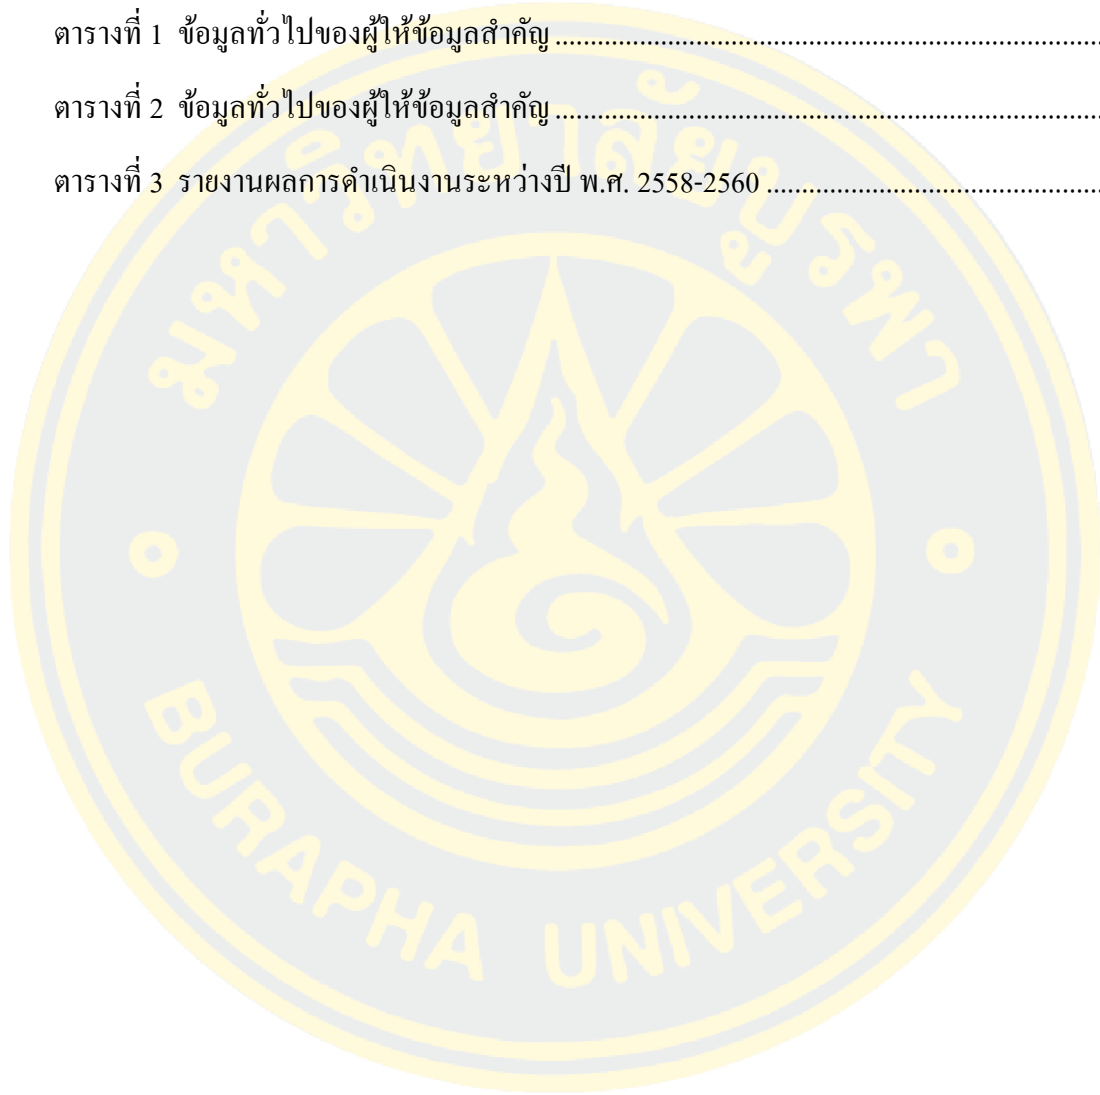 ตารางที่ 1 ข้อมูลทั่วไปของผู้ให้ข้อมูลสำคัญ ........................................................................................................
ตารางที่ 2 ข้อมูลทั่วไปของผู้ให้ข้อมูลสำคัญ ........................................................................................................
ตารางที่ 3 รายงานผลการดำเนินงานระหว่างปี พ.ศ. 2558-2560 ................................................................
มหาวิทยาลัยบูรพา
BURAPHA UNIVERSITY